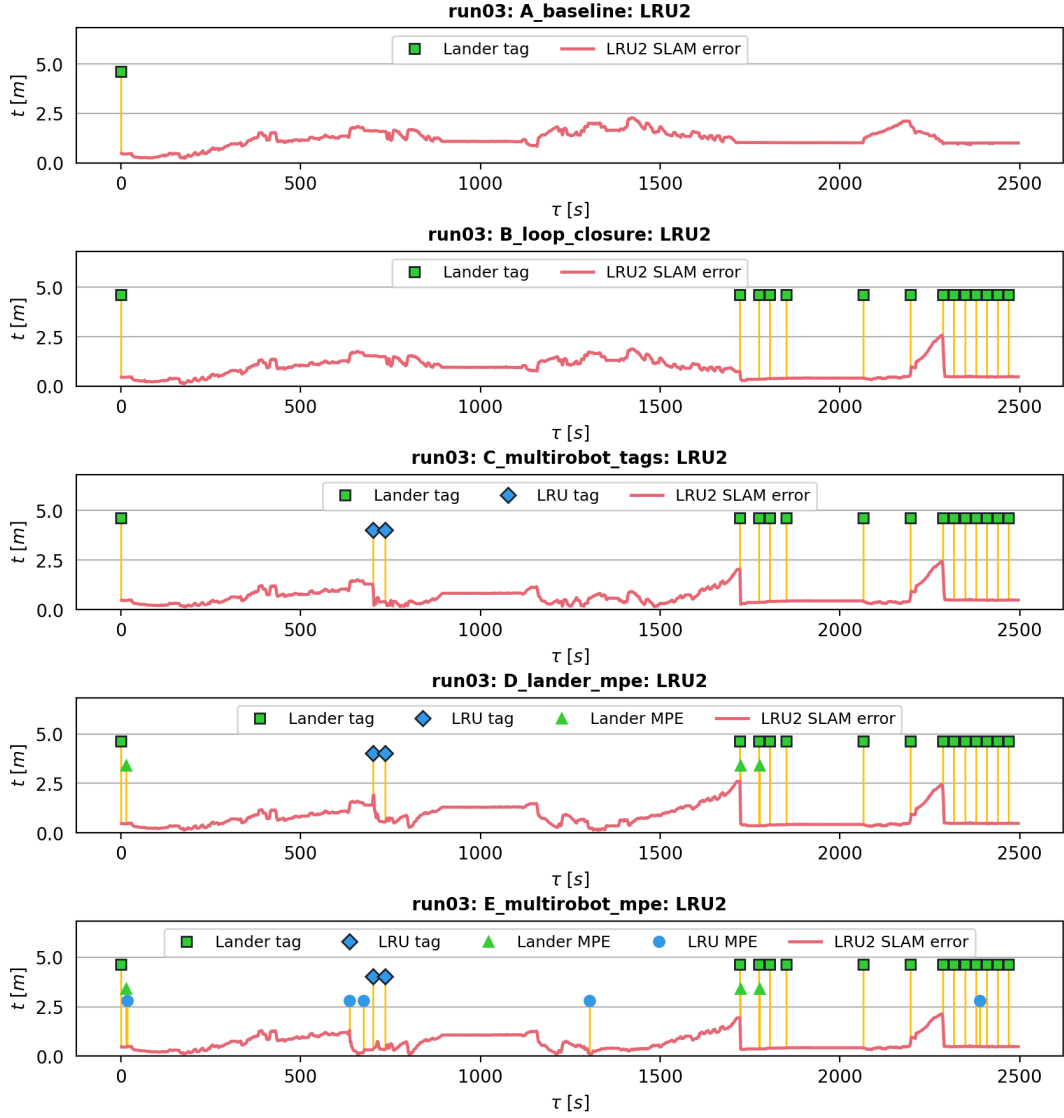 run03: A_baseline: LRU2
Lander tag LRU2 SLAM error
t [m]
5.0
2.5
0.0
0 500 1000 1500 2000 2500
τ [s]
run03: B_loop_closure: LRU2
Lander tag LRU2 SLAM error
t [m]
5.0
2.5
0.0
0 500 1000 1500 2000 2500
τ [s]
run03: C_multirobot_tags: LRU2
Lander tag LRU tag LRU2 SLAM error
t [m]
5.0
2.5
0.0
0 500 1000 1500 2000 2500
τ [s]
run03: D_lander_mpe: LRU2
Lander tag LRU tag Lander MPE LRU2 SLAM error
t [m]
5.0
2.5
0.0
0 500 1000 1500 2000 2500
τ [s]
run03: E_multirobot_mpe: LRU2
Lander tag LRU tag Lander MPE LRU MPE LRU2 SLAM error
t [m]
5.0
2.5
0.0
0 500 1000 1500 2000 2500
τ [s]